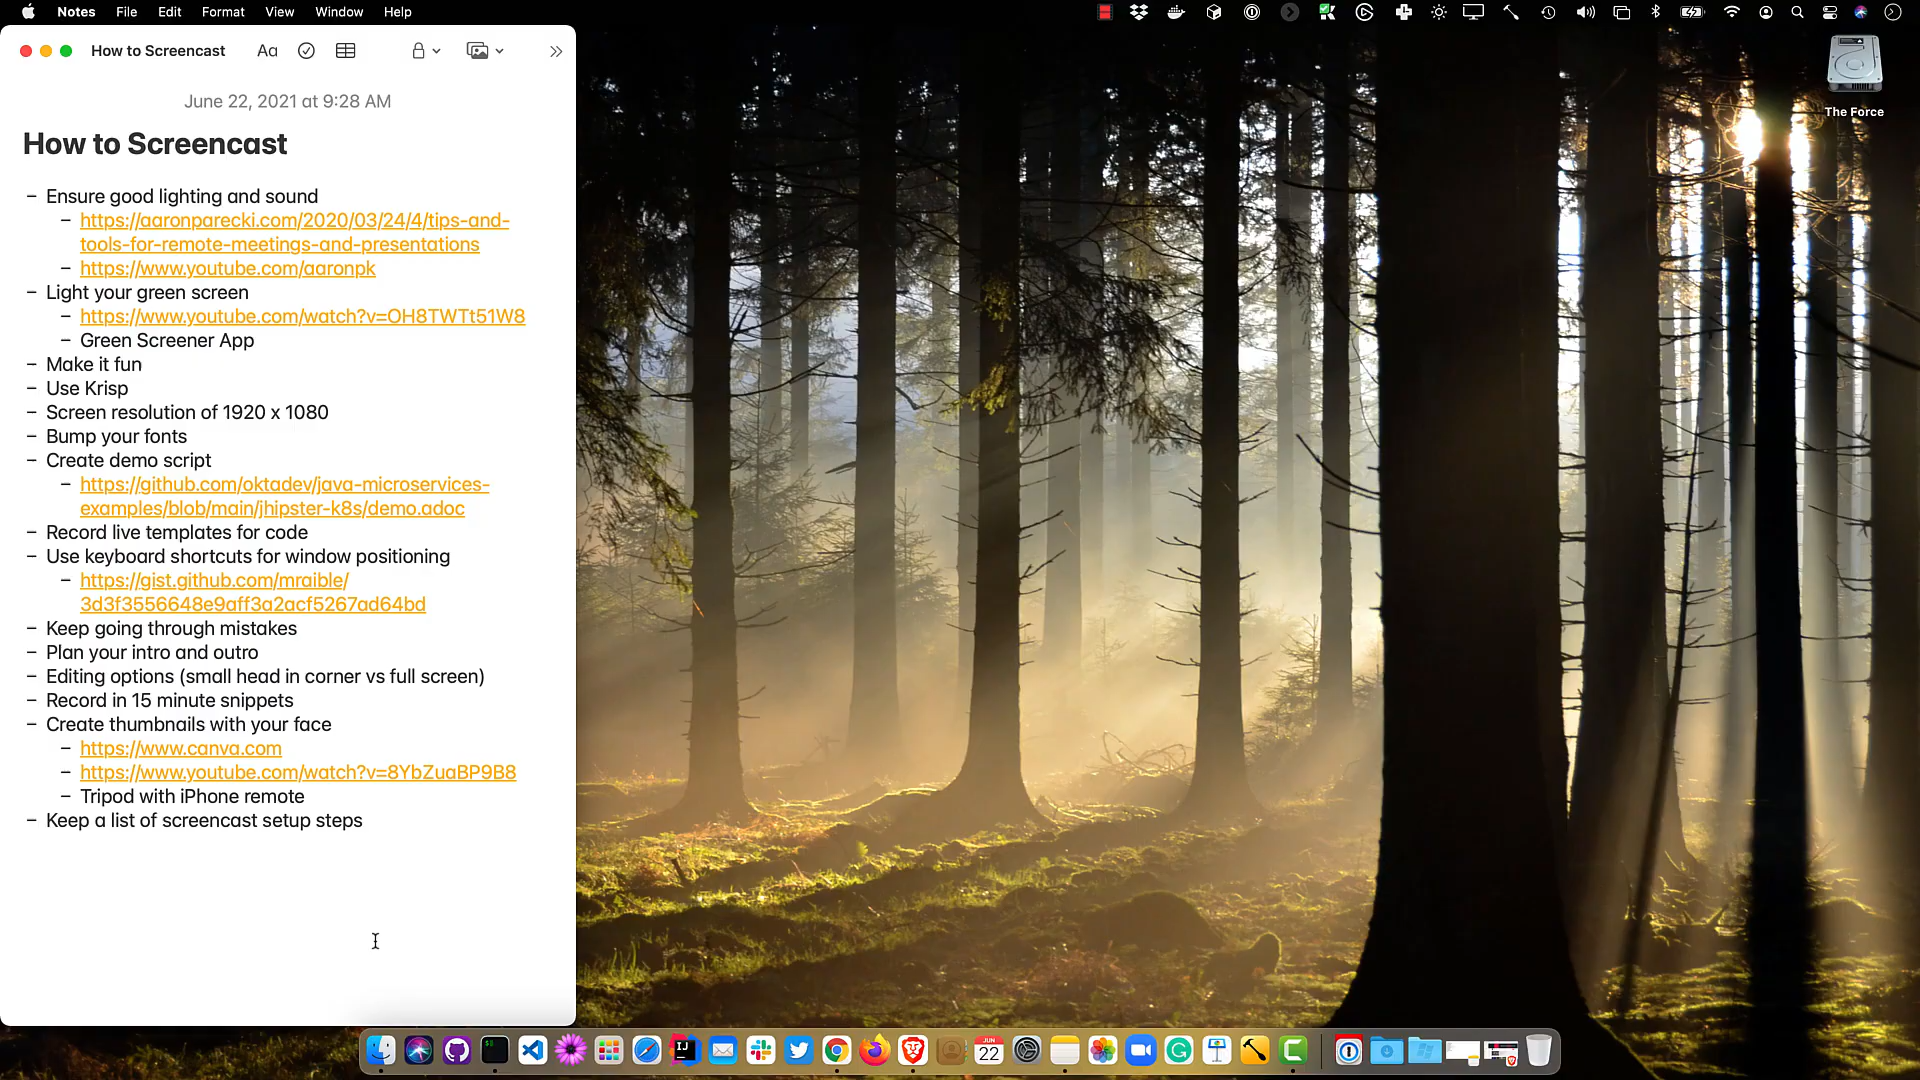 Notes File Edit Format View Window Help
How to Screencast
Aa
The Force
June 22, 2021 at 9:28 AM
How to Screencast
– Ensure good lighting and sound
– https://aaronparecki.com/2020/03/24/4/tips-and-
tools-for-remote-meetings-and-presentations
– https://www.youtube.com/aaronpk
– Light your green screen
– https://www.youtube.com/watch?v=OH8TWTt51W8
– Green Screener App
– Make it fun
– Use Krisp
– Screen resolution of 1920 x 1080
– Bump your fonts
– Create demo script
– https://github.com/oktadev/java-microservices-
examples/blob/main/jhipster-k8s/demo.adoc
– Record live templates for code
– Use keyboard shortcuts for window positioning
– https://gist.github.com/mraible/
3d3f3556648e9aff3a2acf5267ad64bd
– Keep going through mistakes
– Plan your intro and outro
– Editing options (small head in corner vs full screen)
– Record in 15 minute snippets
– Create thumbnails with your face
– https://www.canva.com
– https://www.youtube.com/watch?v=8YbZuaBP9B8
– Tripod with iPhone remote
– Keep a list of screencast setup steps
IJ
JUN
22